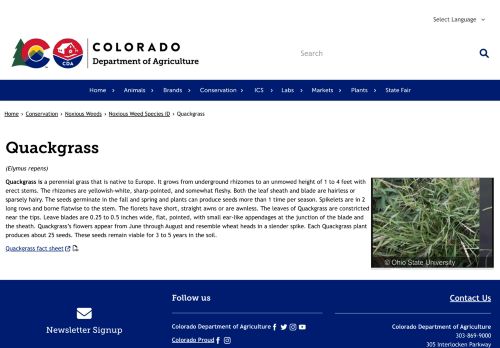 Select Language
COLORADO
Department of Agriculture
CDA
Search
Home
Animals
Brands
Conservation
ICS
Labs
Markets
Plants
State Fair
Home › Conservation › Noxious Weeds › Noxious Weed Species ID › Quackgrass
Quackgrass
(Elymus repens)
Quackgrass is a perennial grass that is native to Europe. It grows from underground rhizomes to an unmowed height of 1 to 4 feet with
erect stems. The rhizomes are yellowish-white, sharp-pointed, and somewhat fleshy. Both the leaf sheath and blade are hairless or
sparsely hairy. The seeds germinate in the fall and spring and plants can produce seeds more than 1 time per season. Spikelets are in 2
long rows and borne flatwise to the stem. The florets have short, straight awns or are awnless. The leaves of Quackgrass are constricted
near the tips. Leave blades are 0.25 to 0.5 inches wide, flat, pointed, with small ear-like appendages at the junction of the blade and
the sheath. Quackgrass's flowers appear from June through August and resemble wheat heads in a slender spike. Each Quackgrass plant
produces about 25 seeds. These seeds remain viable for 3 to 5 years in the soil.
Quackgrass fact sheet
© Ohio State University
Newsletter Signup
Follow us
Colorado Department of Agriculture
Colorado Proud
Contact Us
Colorado Department of Agriculture
303-869-9000
305 Interlocken Parkway